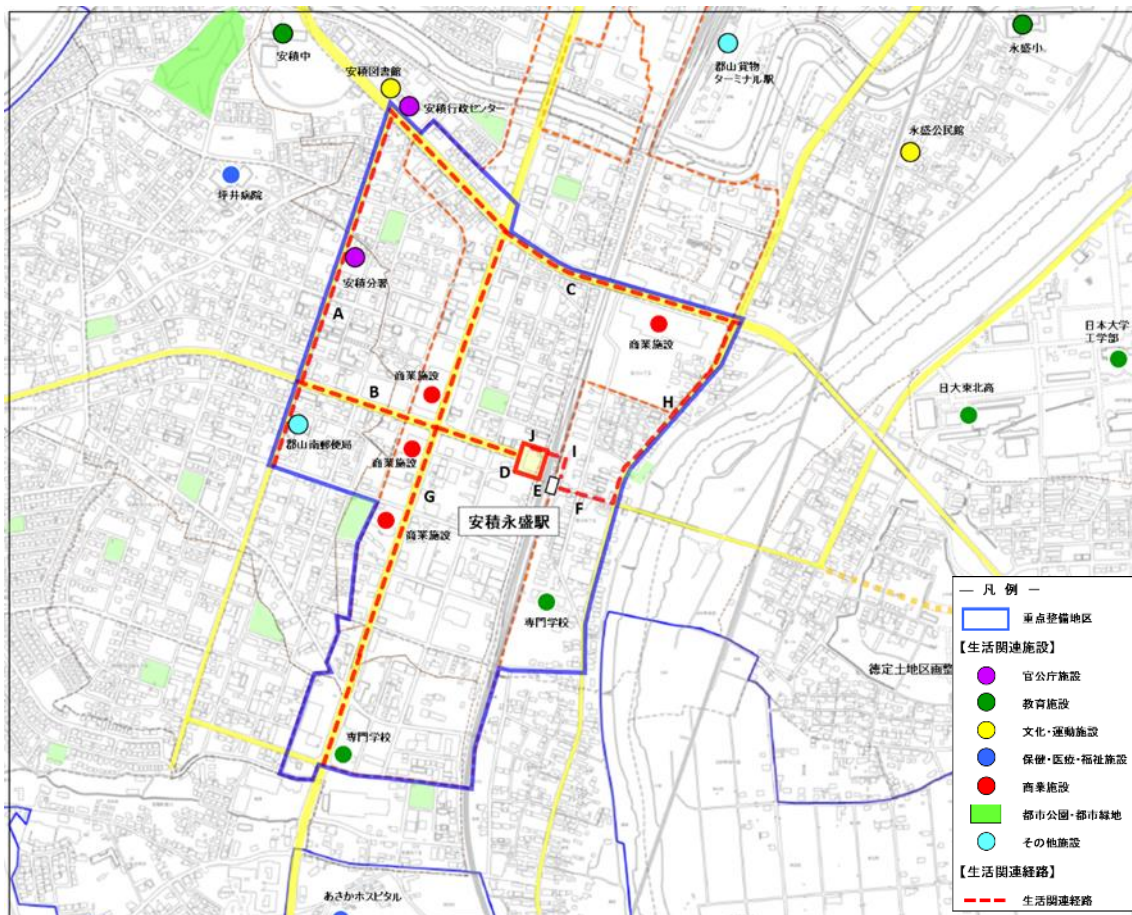 安積中
永盛小
安積図書館
安積行政センター
郡山貨物
ターミナル駅
永盛公民館
坪井病院
安積分署
C
A
商業施設
日本大学
工学部
商業施設
日大東北高
B
H
郡山南郵便局
商業施設
J
I
D
E
G
F
安積永盛駅
商業施設
専門学校
徳定土地区画整
専門学校
あさかホスピタル
― 凡 例 ―
重点整備地区
【生活関連施設】
官公庁施設
教育施設
文化・運動施設
保健・医療・福祉施設
商業施設
都市公園・都市緑地
その他施設
【生活関連経路】
生活関連経路